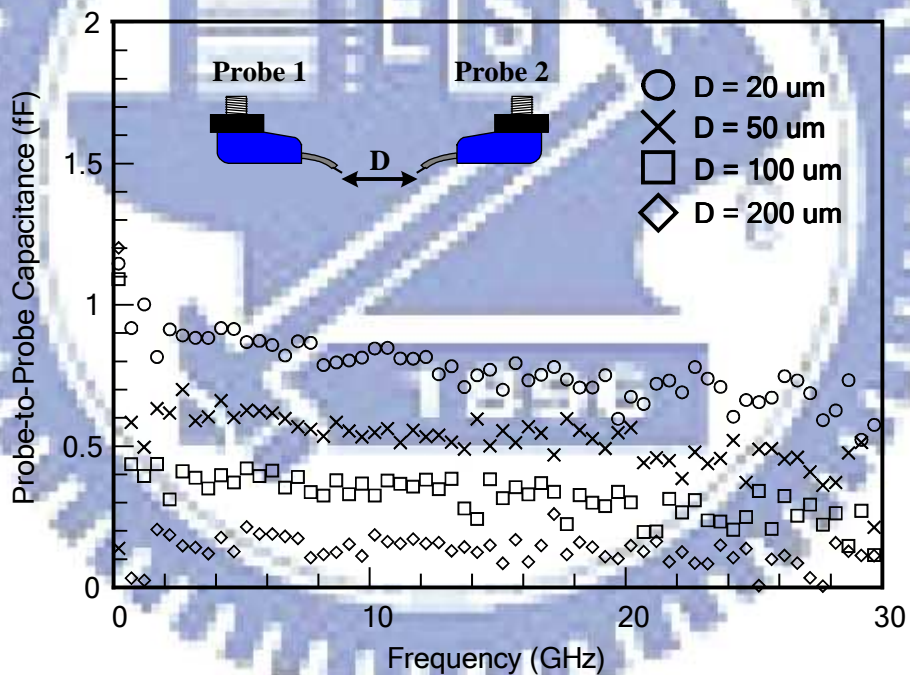 2
Probe 1
Probe 2
D
D = 20 um
D = 50 um
D = 100 um
D = 200 um
1.5
1
0.5
0
Probe-to-Probe Capacitance (fF)
0
10
20
30
Frequency (GHz)